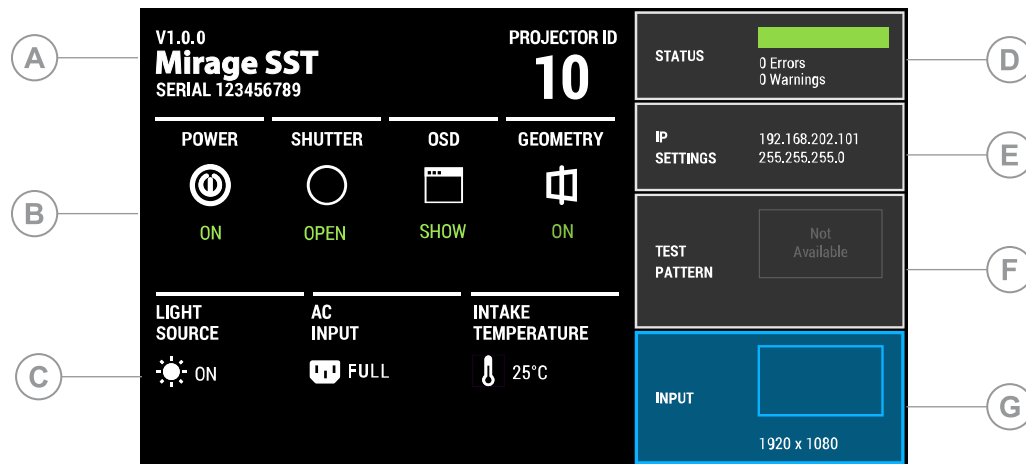 A
V1.0.0
Mirage SST
SERIAL 123456789
PROJECTOR ID
10
B
POWER
ON
SHUTTER
OPEN
OSD
SHOW
GEOMETRY
ON
C
LIGHT
SOURCE
ON
AC
INPUT
FULL
INTAKE
TEMPERATURE
25°C
STATUS
0 Errors
0 Warnings
D
IP
SETTINGS
192.168.202.101
255.255.255.0
E
TEST
PATTERN
Not
Available
F
INPUT
1920 x 1080
G